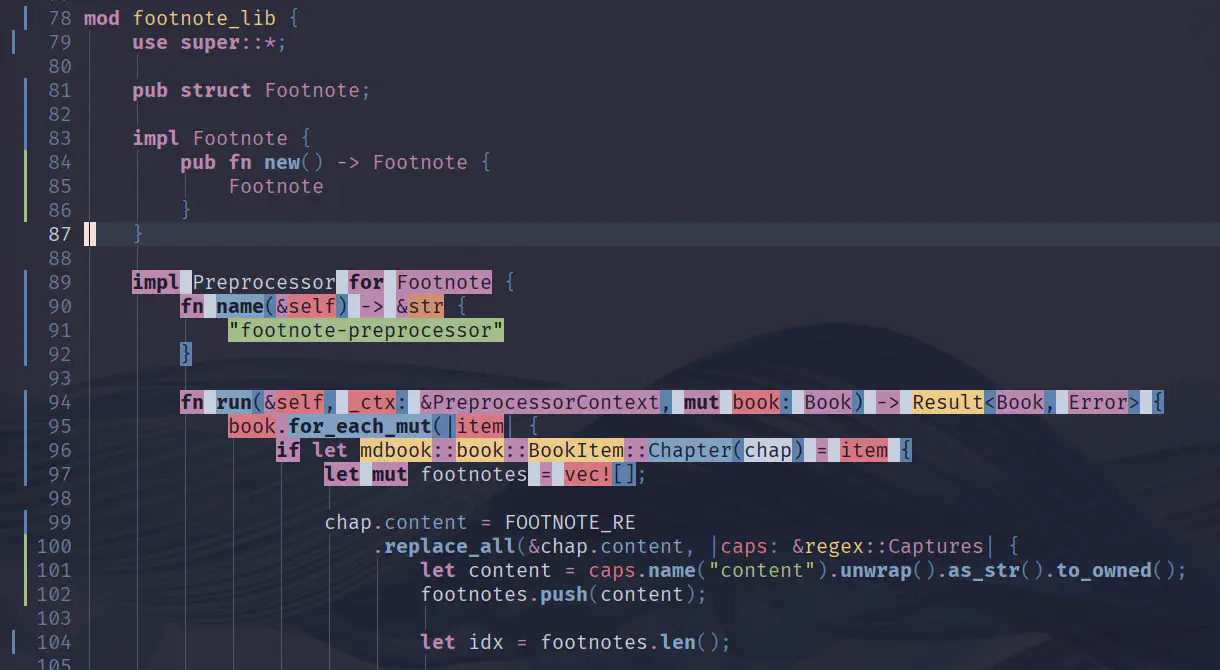 78 mod footnote_lib {
79     use super::*;
80
81     pub struct Footnote;
82
83     impl Footnote {
84         pub fn new() -> Footnote {
85             Footnote
86         }
87     }
88
89     impl Preprocessor for Footnote {
90         fn name(&self) -> &str {
91             "footnote-preprocessor"
92         }
93
94         fn run(&self, _ctx: &PreprocessorContext, mut book: Book) -> Result<Book, Error> {
95             book.for_each_mut(|item| {
96                 if let mdbook::book::BookItem::Chapter(chap) = item {
97                     let mut footnotes = vec![];
98
99                     chap.content = FOOTNOTE_RE
100                         .replace_all(&chap.content, |caps: &regex::Captures| {
101                             let content = caps.name("content").unwrap().as_str().to_owned();
102                             footnotes.push(content);
103
104                             let idx = footnotes.len();
105